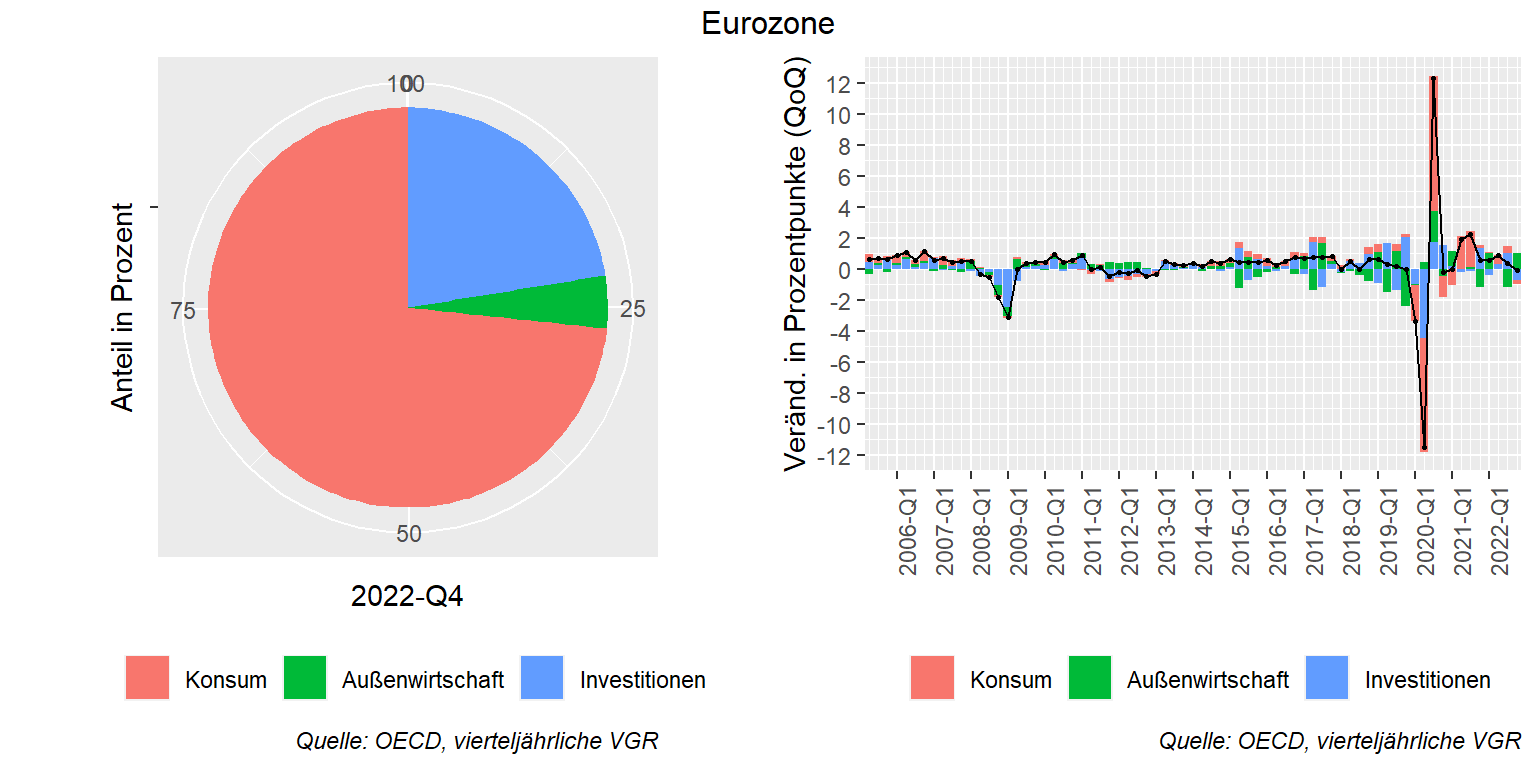 Eurozone
Anteil in Prozent
100
0
25
50
75
2022-Q4
Konsum Außenwirtschaft Investitionen
Quelle: OECD, vierteljährliche VGR
Veränd. in Prozentpunkte (QoQ)
12
10
8
6
4
2
0
-2
-4
-6
-8
-10
-12
2006-Q1
2007-Q1
2008-Q1
2009-Q1
2010-Q1
2011-Q1
2012-Q1
2013-Q1
2014-Q1
2015-Q1
2016-Q1
2017-Q1
2018-Q1
2019-Q1
2020-Q1
2021-Q1
2022-Q1
Konsum Außenwirtschaft Investitionen
Quelle: OECD, vierteljährliche VGR